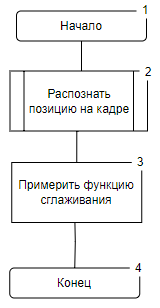 1
Начало
2
Распознать
позицию на кадре
3
Примерить функцию
сглаживания
4
Конец